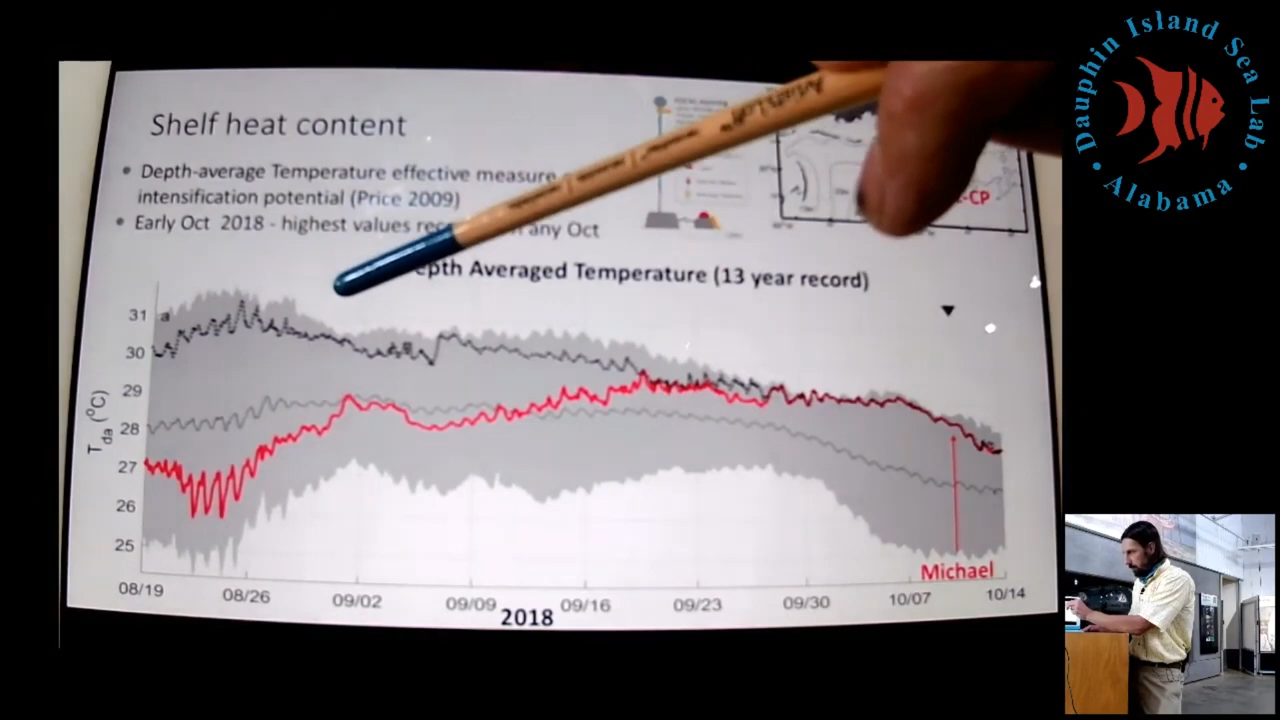 Dauphin Island Sea Lab
Alabama
Shelf heat content
Depth-average Temperature effective measure
intensification potential (Price 2009)
Early Oct 2018 - highest values any Oct
-CP
epth Averaged Temperature (13 year record)
a
31
30
29
28
27
26
25
Tda (°C)
Michael
08/19 08/26 09/02 09/09 09/16 09/23 09/30 10/07 10/14
2018